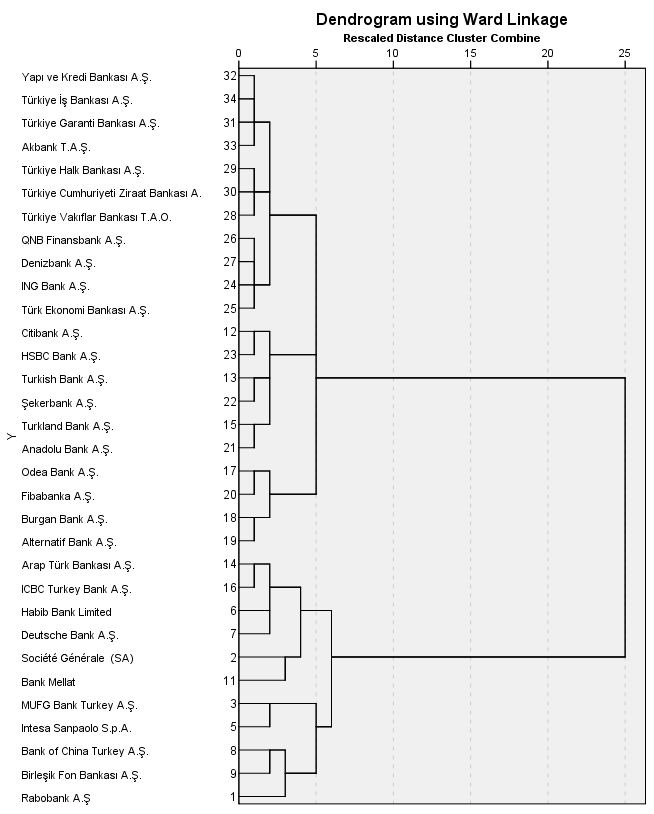 Dendrogram using Ward Linkage
Rescaled Distance Cluster Combine
0 5 10 15 20 25
Yapı ve Kredi Bankası A.Ş. 32
Türkiye İş Bankası A.Ş. 34
Türkiye Garanti Bankası A.Ş. 31
Akbank T.A.Ş. 33
Türkiye Halk Bankası A.Ş. 29
Türkiye Cumhuriyeti Ziraat Bankası A. 30
Türkiye Vakıflar Bankası T.A.O. 28
QNB Finansbank A.Ş. 26
Denizbank A.Ş. 27
ING Bank A.Ş. 24
Türk Ekonomi Bankası A.Ş. 25
Citibank A.Ş. 12
HSBC Bank A.Ş. 23
Turkish Bank A.Ş. 13
Şekerbank A.Ş. 22
Turkland Bank A.Ş. 15
Y
Anadolu Bank A.Ş. 21
Odea Bank A.Ş. 17
Fibabanka A.Ş. 20
Burgan Bank A.Ş. 18
Alternatif Bank A.Ş. 19
Arap Türk Bankası A.Ş. 14
ICBC Turkey Bank A.Ş. 16
Habib Bank Limited 6
Deutsche Bank A.Ş. 7
Société Générale (SA) 2
Bank Mellat 11
MUFG Bank Turkey A.Ş. 3
Intesa Sanpaolo S.p.A. 5
Bank of China Turkey A.Ş. 8
Birleşik Fon Bankası A.Ş. 9
Rabobank A.Ş 1